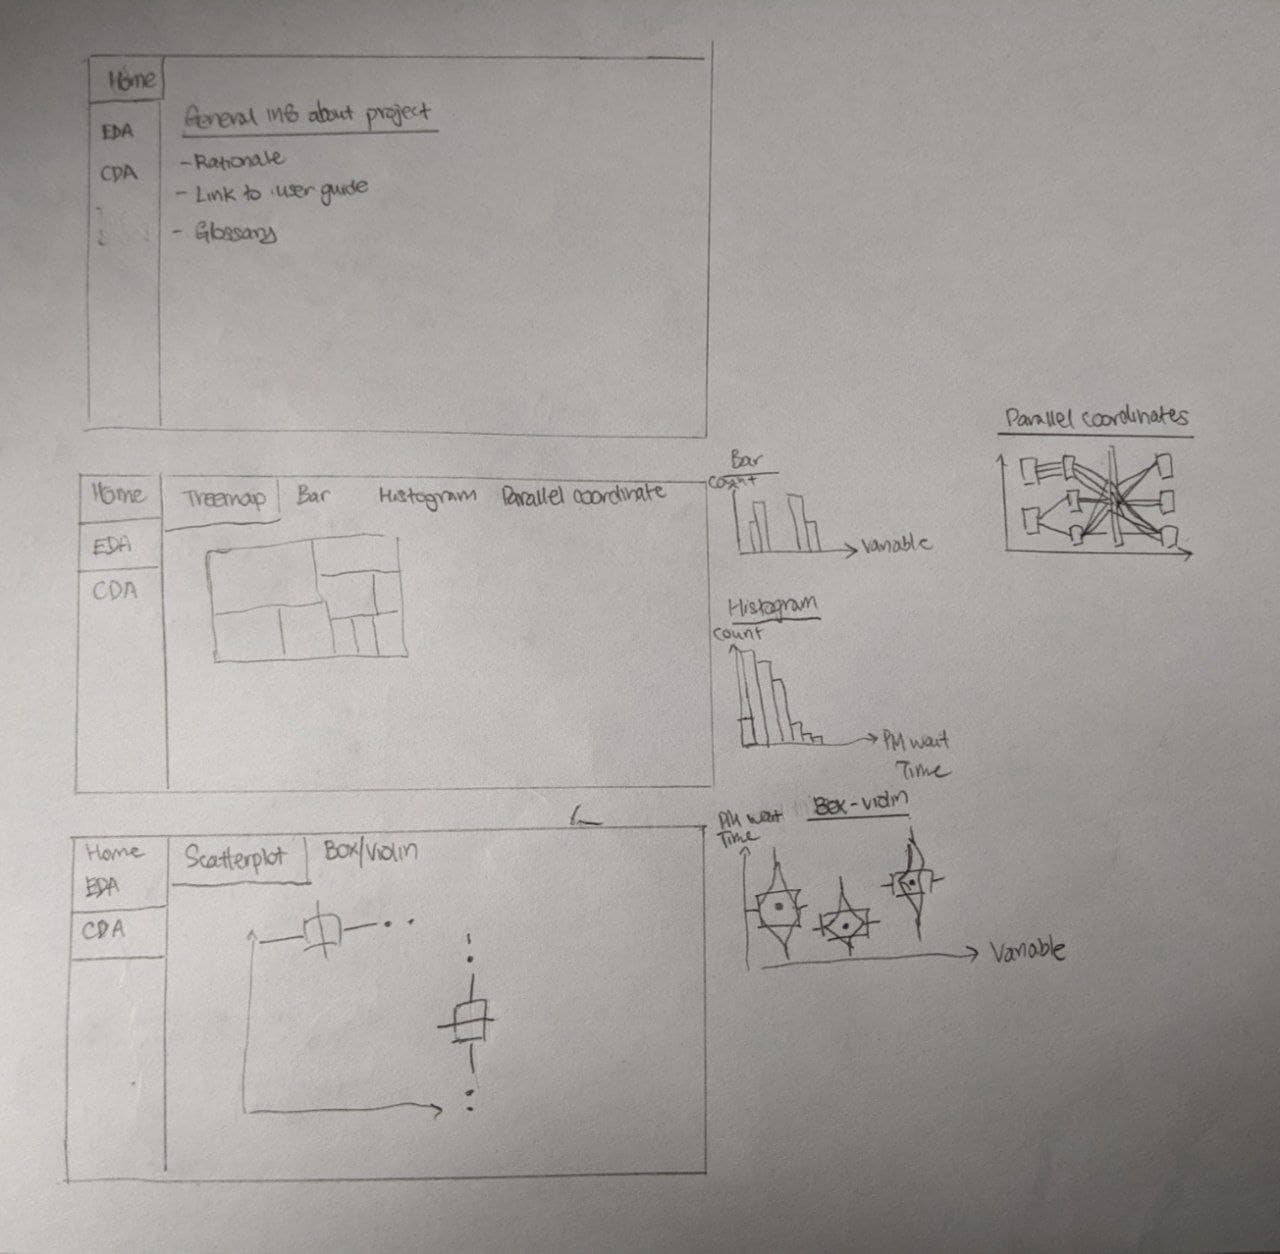 Home
EDA
CDA
General info about project
- Rationale
- Link to user guide
- Glossary
Parallel coordinates
Home
EDA
CDA
Treemap Bar Histogram Parallel coordinate
Bar
Count
Variable
Histogram
Count
PM wait
Time
Home
EDA
CDA
Scatterplot Box/Violin
PM wait
Time
Box-violin
Variable